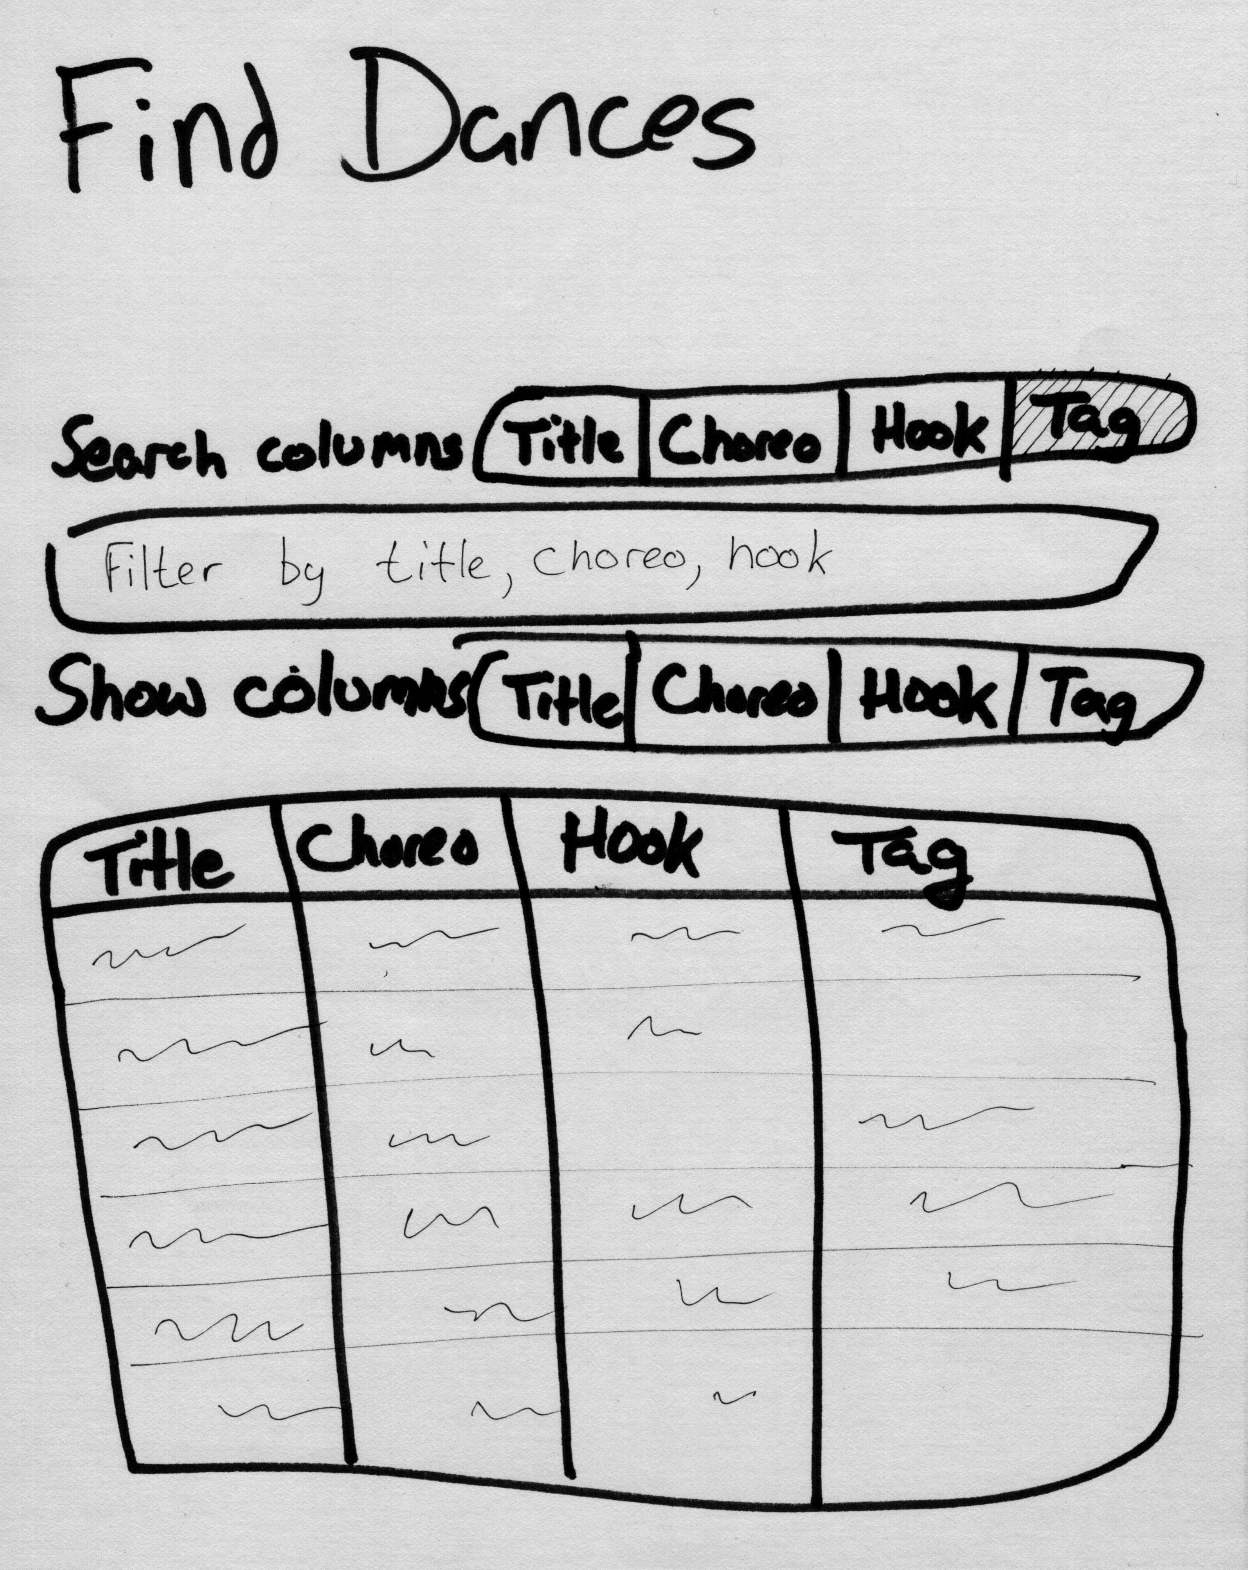 Find Dances
Search columns Title Choreo Hook Tag
Filter by title, choreo, hook
Show columns Title Choreo Hook Tag
Title Choreo Hook Tag